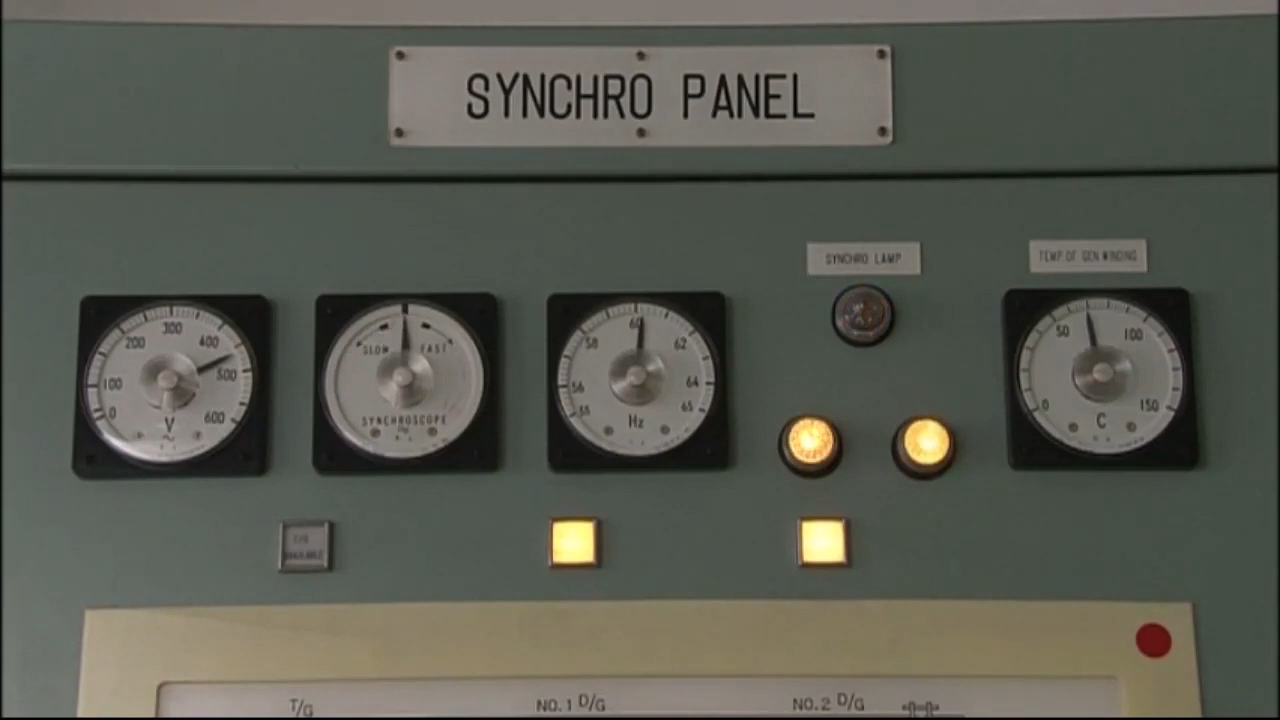 SYNCHRO PANEL
SYNCHRO LAMP
TEMP. OF GEN WINDING
0 100 200 300 400 500 600
V
SLOW FAST
SYNCHROSCOPE
55 56 58 60 62 64 65
Hz
0 50 100 150
C
T/G
NO.1 D/G
NO.2 D/G